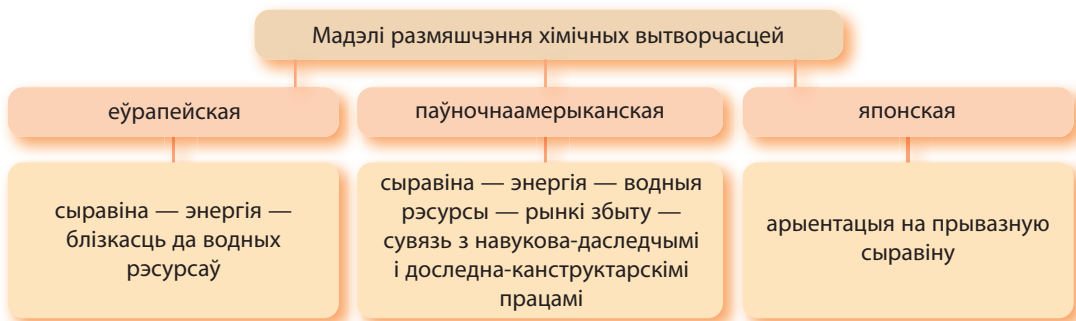 Мадэлі размяшчэння хімічных вытворчасцей
еўрапейская
паўночнаамерыканская
японская
сыравіна — энергія —
блізкасць да водных
рэсурсаў
сыравіна — энергія — водныя
рэсурсы — рынкі збыту —
сувязь з навукова-даследчымі
і доследна-канструктарскімі
працамі
арыентацыя на прывазную
сыравіну